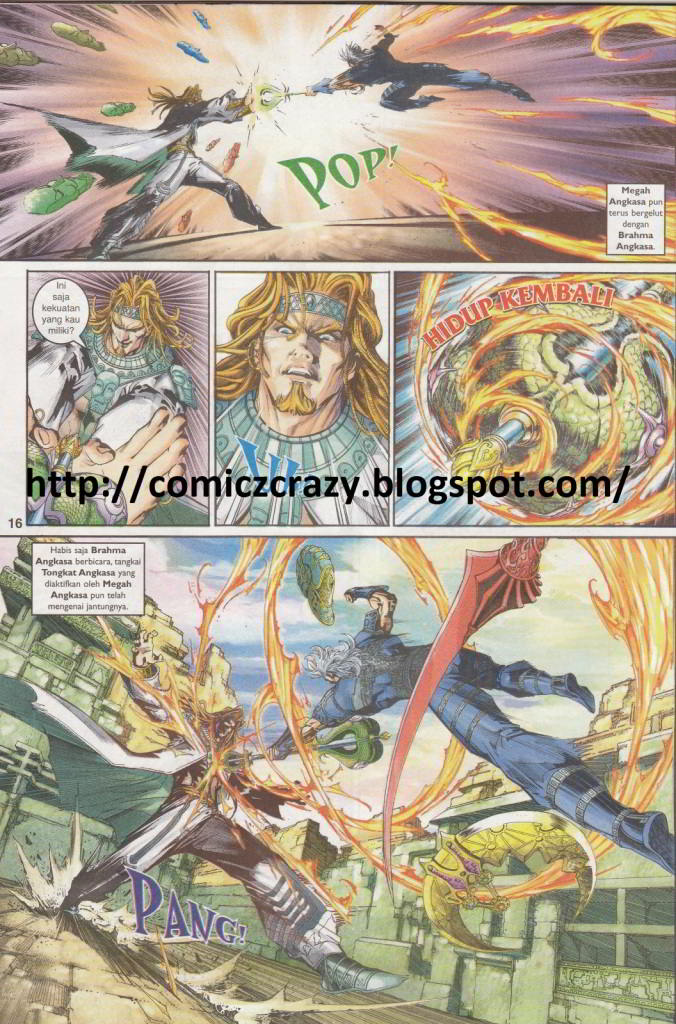 POP!
Megah
Angkasa pun
terus bergelut
dengan
Brahma
Angkasa.
Ini
saja
kekuatan
yang kau
miliki?
HIDUP KEMBALI
http://comiczcrazy.blogspot.com/
16
Habis saja Brahma
Angkasa berbicara, tangkai
Tongkat Angkasa yang
diaktifkan oleh Megah
Angkasa pun telah
mengenai jantungnya.
PANG!